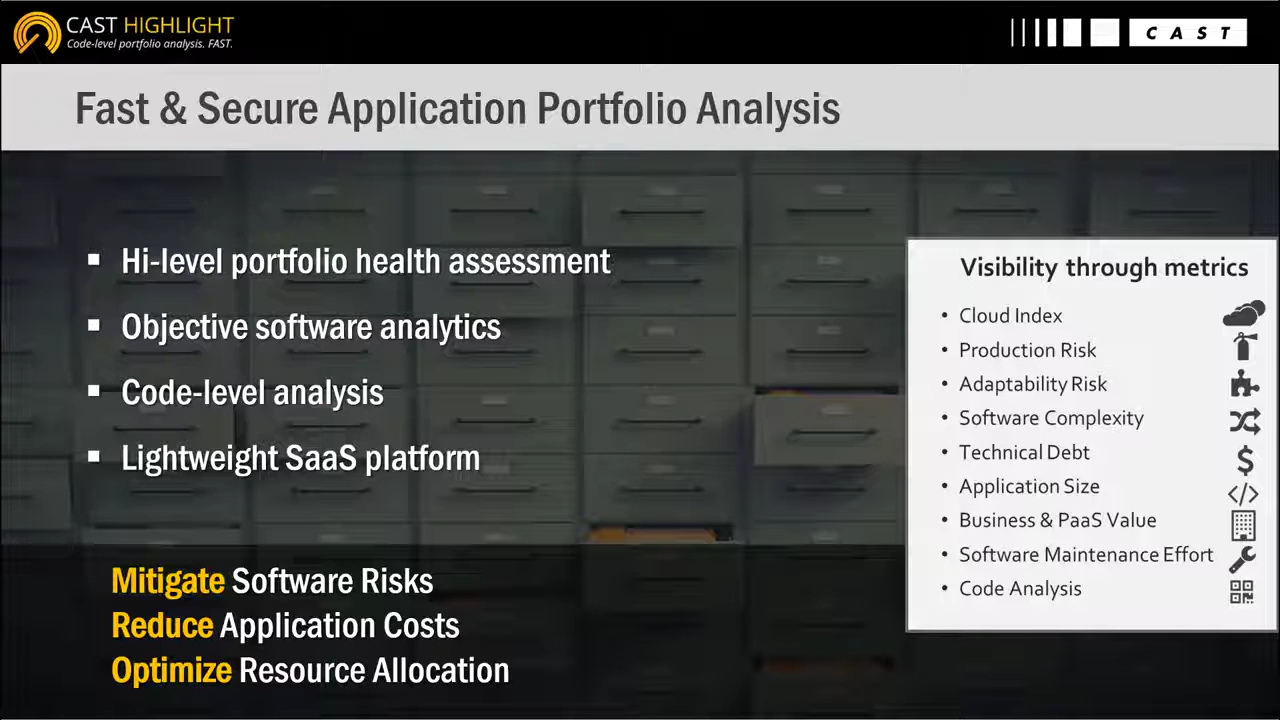 CAST HIGHLIGHT
Code-level portfolio analysis. FAST.
CAST
Fast & Secure Application Portfolio Analysis
▪ Hi-level portfolio health assessment
▪ Objective software analytics
▪ Code-level analysis
▪ Lightweight SaaS platform
Mitigate Software Risks
Reduce Application Costs
Optimize Resource Allocation
Visibility through metrics
• Cloud Index
• Production Risk
• Adaptability Risk
• Software Complexity
• Technical Debt
• Application Size
• Business & PaaS Value
• Software Maintenance Effort
• Code Analysis